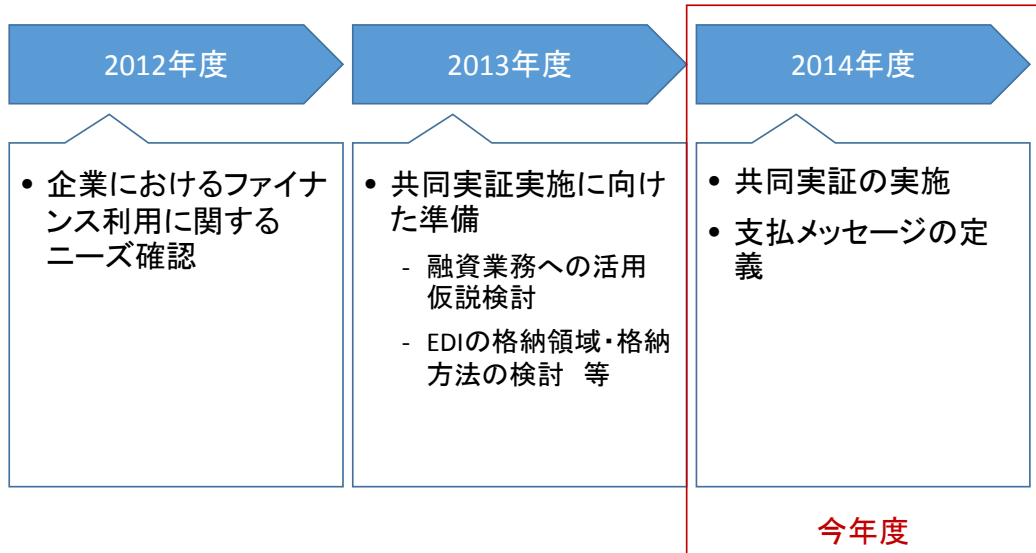 2012年度
2013年度
2014年度
• 企業におけるファイナ
ンス利用に関する
ニーズ確認
• 共同実証実施に向け
た準備
- 融資業務への活用
仮説検討
- EDIの格納領域・格納
方法の検討　等
• 共同実証の実施
• 支払メッセージの定
義
今年度